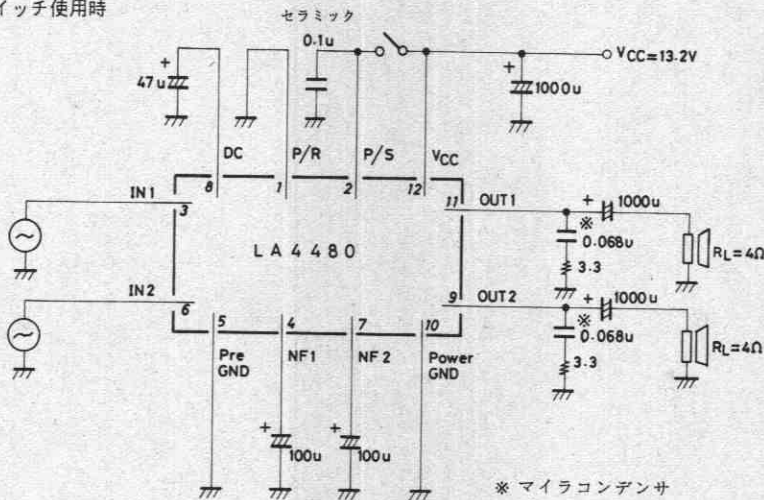 イッチ使用時
セラミック
0.1u
+
47u
+
1000u
VCC=13.2V
DC
P/R
P/S
VCC
8
1
2
12
IN1
3
11
OUT1
+
1000u
※
0.068u
3.3
RL=4Ω
LA4480
IN2
6
9
OUT2
+
1000u
※
0.068u
3.3
RL=4Ω
5
4
7
10
Pre
GND
NF1
NF2
Power
GND
+
100u
+
100u
※ マイラコンデンサ